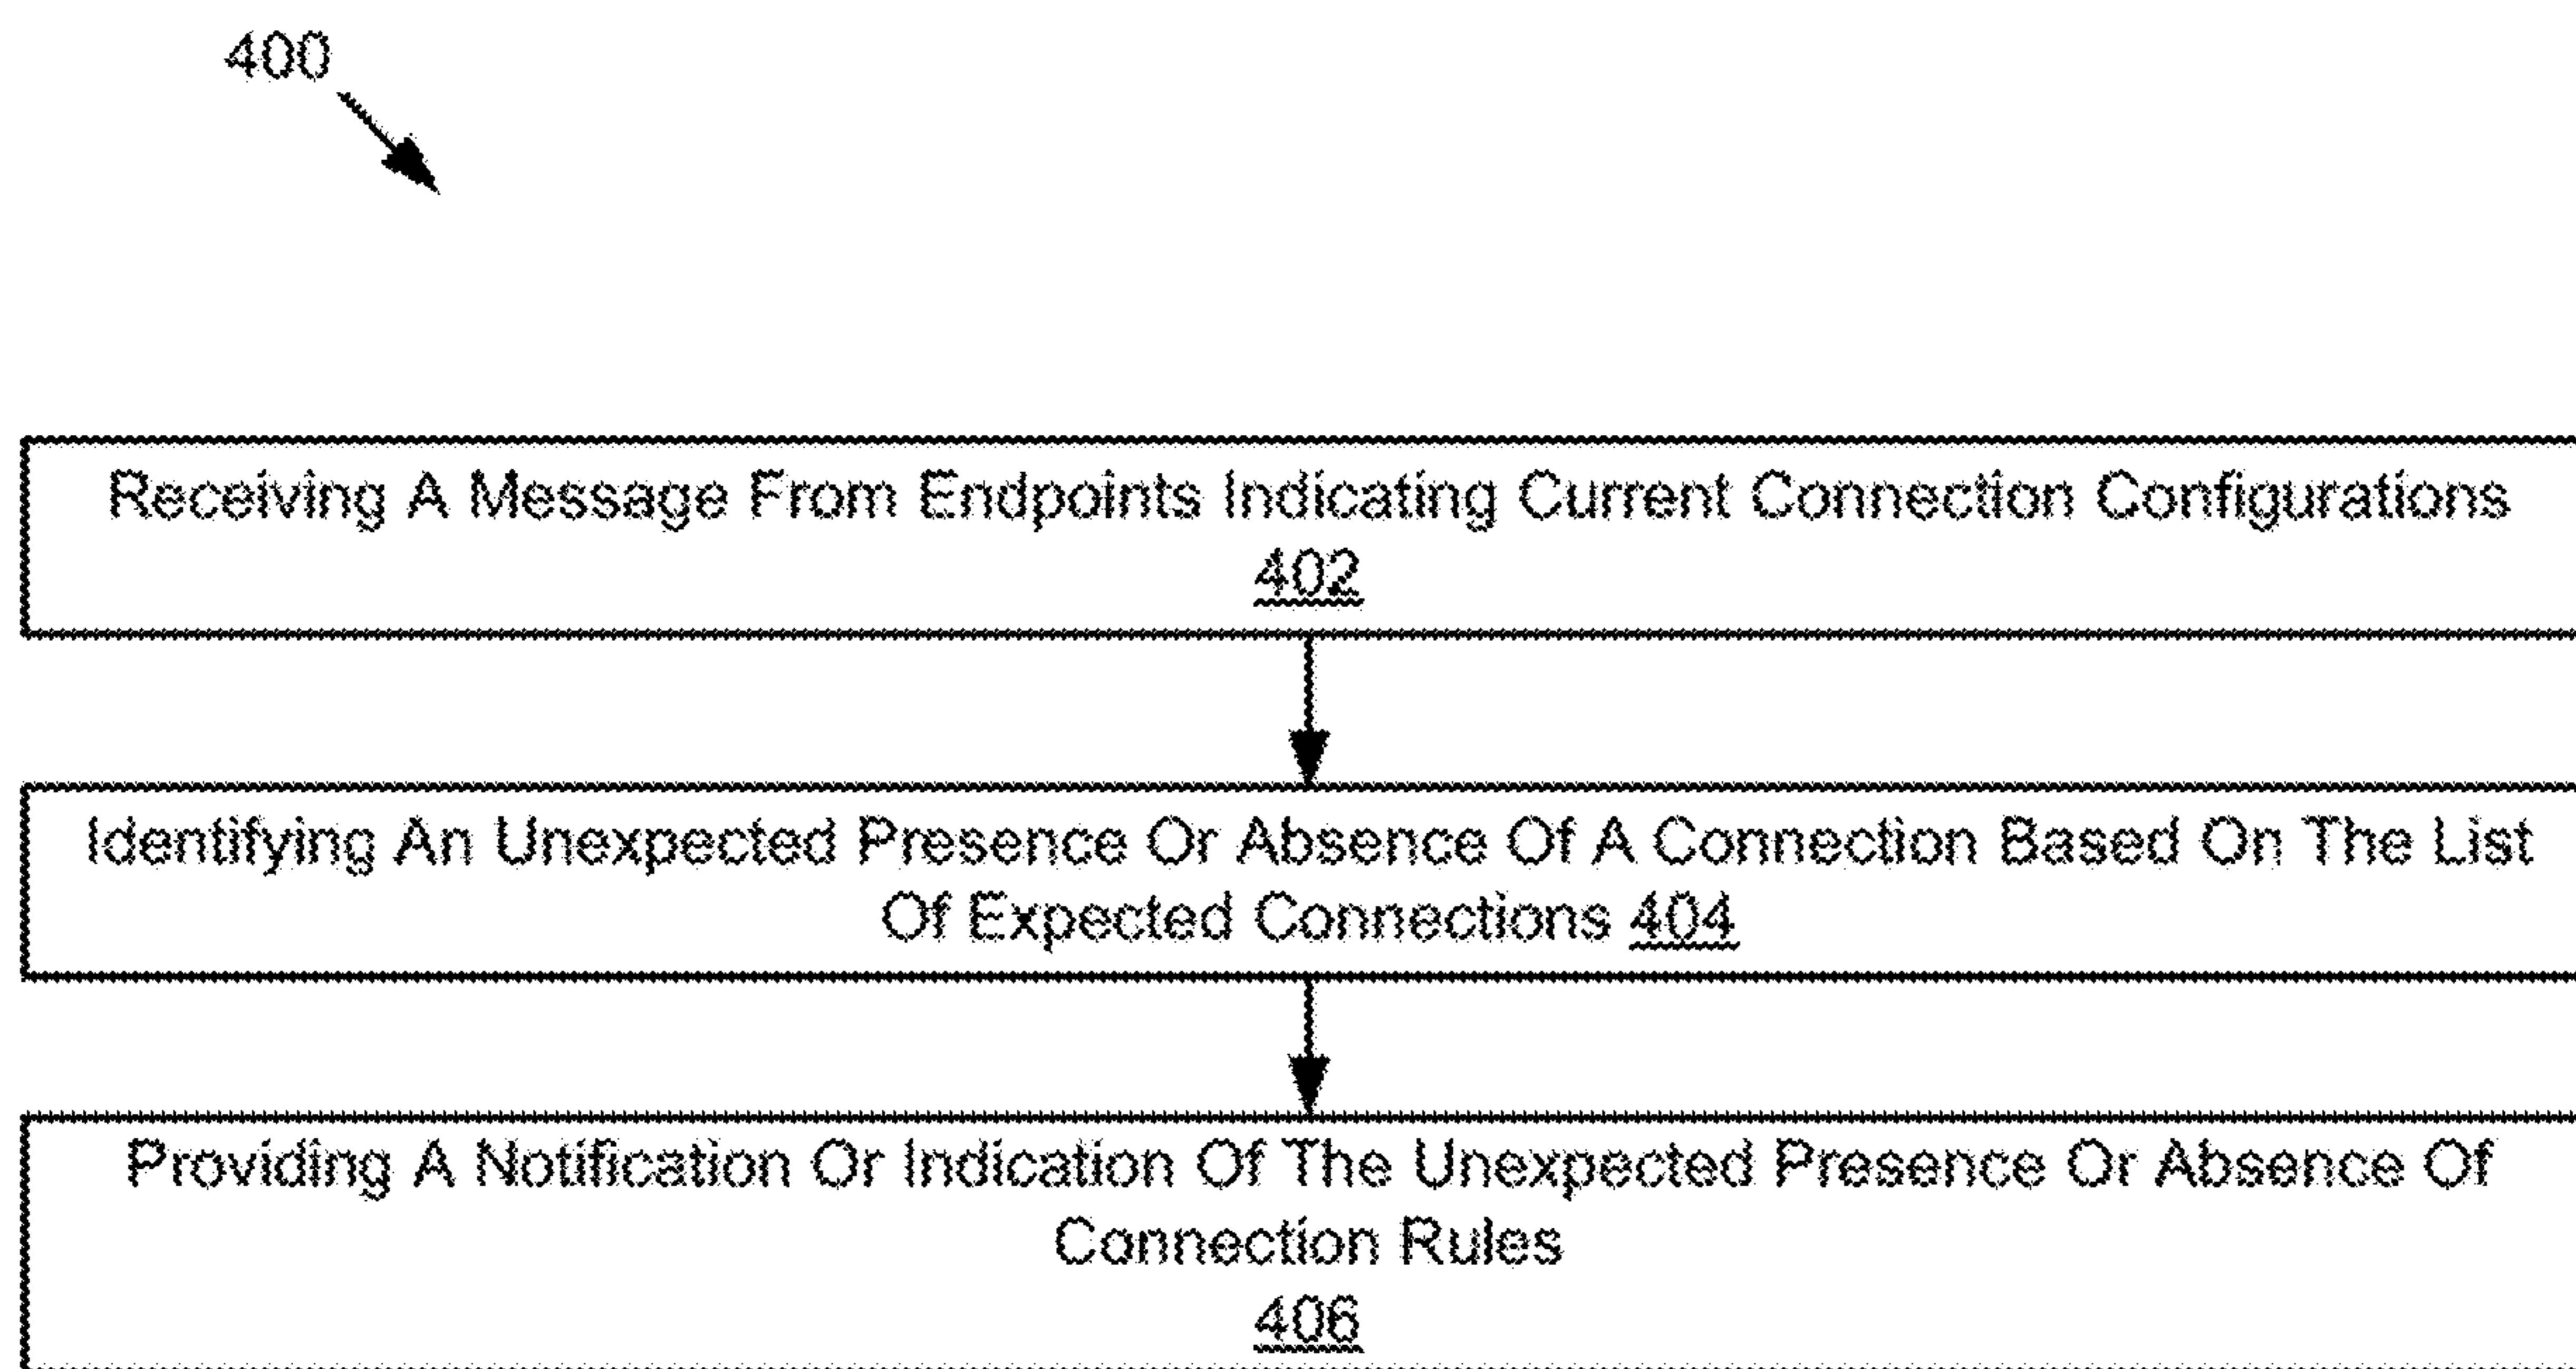 400
Receiving A Message From Endpoints Indicating Current Connection Configurations
402
Identifying An Unexpected Presence Or Absence Of A Connection Based On The List
Of Expected Connections 404
Providing A Notification Or Indication Of The Unexpected Presence Or Absence Of
Connection Rules
406